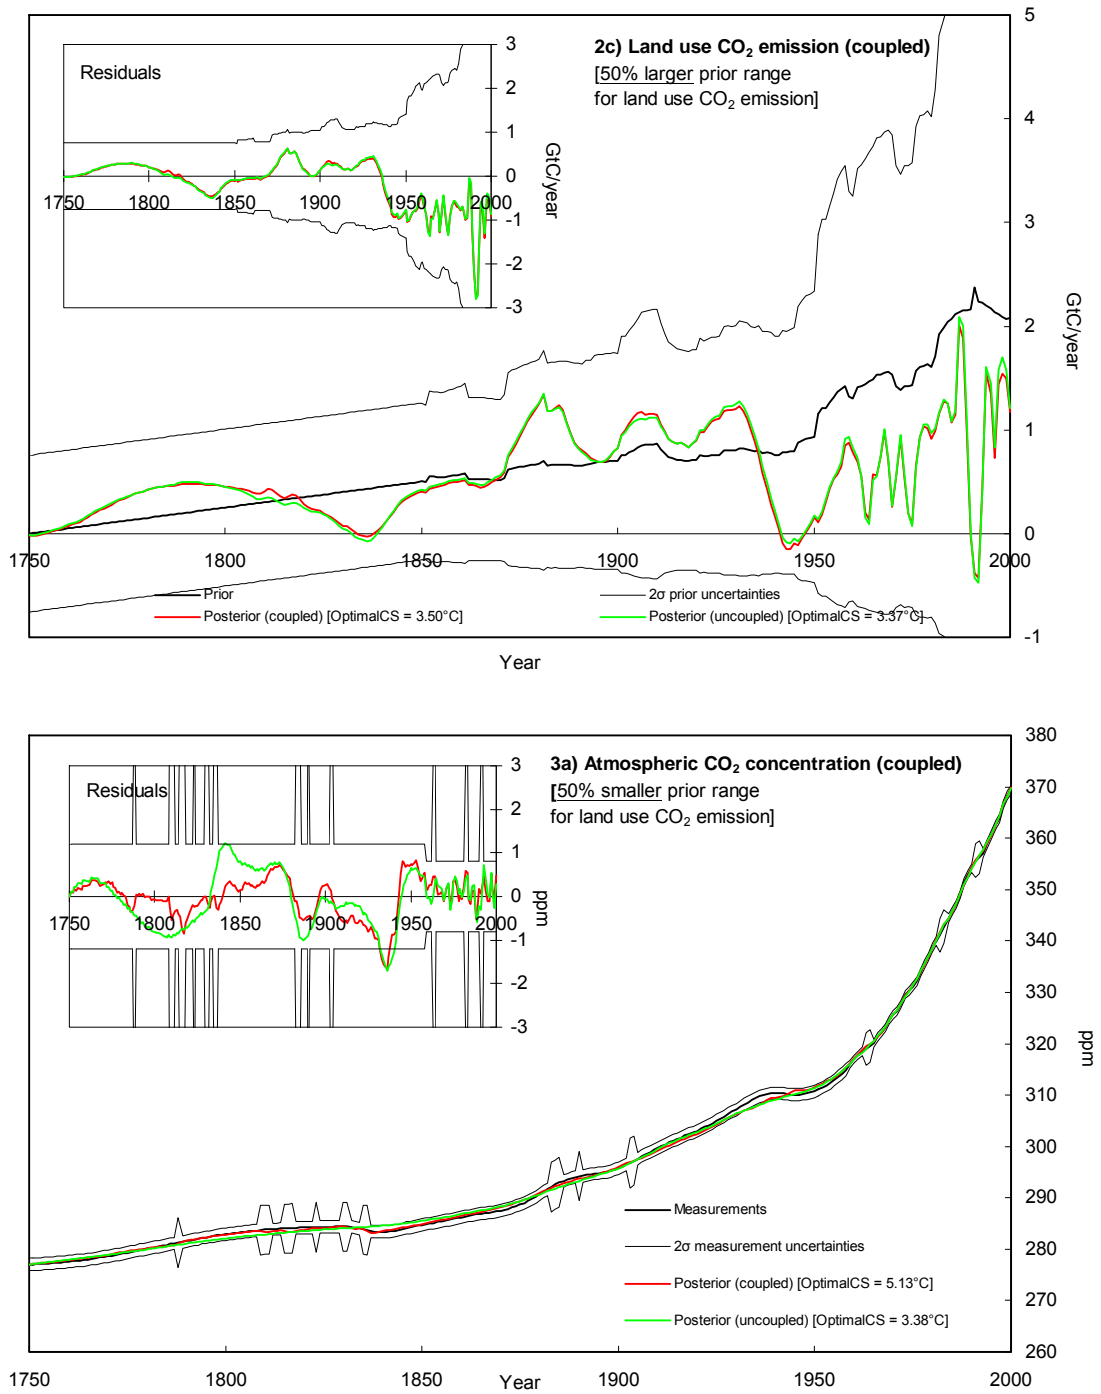 5
4
3
2
1
0
-1
GtC/year
2c) Land use CO₂ emission (coupled)
[50% larger prior range
for land use CO₂ emission]
Residuals
3
2
1
0
-1
-2
-3
GtC/year
1750
1800
1850
1900
1950
2000
1750
1800
1850
1900
1950
2000
Prior
2σ prior uncertainties
Posterior (coupled) [OptimalCS = 3.50°C]
Posterior (uncoupled) [OptimalCS = 3.37°C]
Year
380
370
360
350
340
330
320
310
300
290
280
270
260
ppm
3a) Atmospheric CO₂ concentration (coupled)
[50% smaller prior range
for land use CO₂ emission]
Residuals
3
2
1
0
-1
-2
-3
ppm
1750
1800
1850
1900
1950
2000
Measurements
2σ measurement uncertainties
Posterior (coupled) [OptimalCS = 5.13°C]
Posterior (uncoupled) [OptimalCS = 3.38°C]
1750
1800
1850
1900
1950
2000
Year